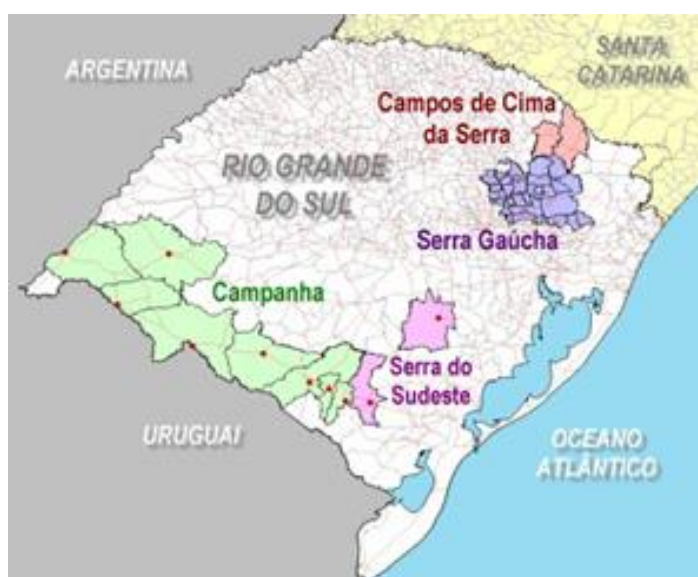 SANTA
CATARINA
ARGENTINA
Campos de Cima
da Serra
RIO GRANDE
DO SUL
Serra Gaúcha
Campanha
Serra do
Sudeste
URUGUAI
OCEANO
ATLÂNTICO